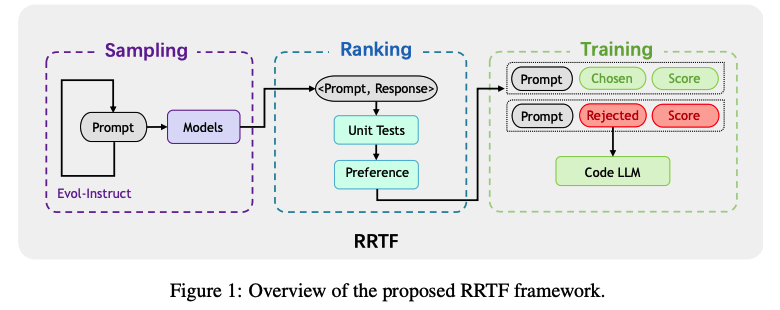 Sampling
Prompt
Models
Evol-Instruct
Ranking
<Prompt, Response>
Unit Tests
Preference
Training
Prompt Chosen Score
Prompt Rejected Score
Code LLM
RRTF
Figure 1: Overview of the proposed RRTF framework.